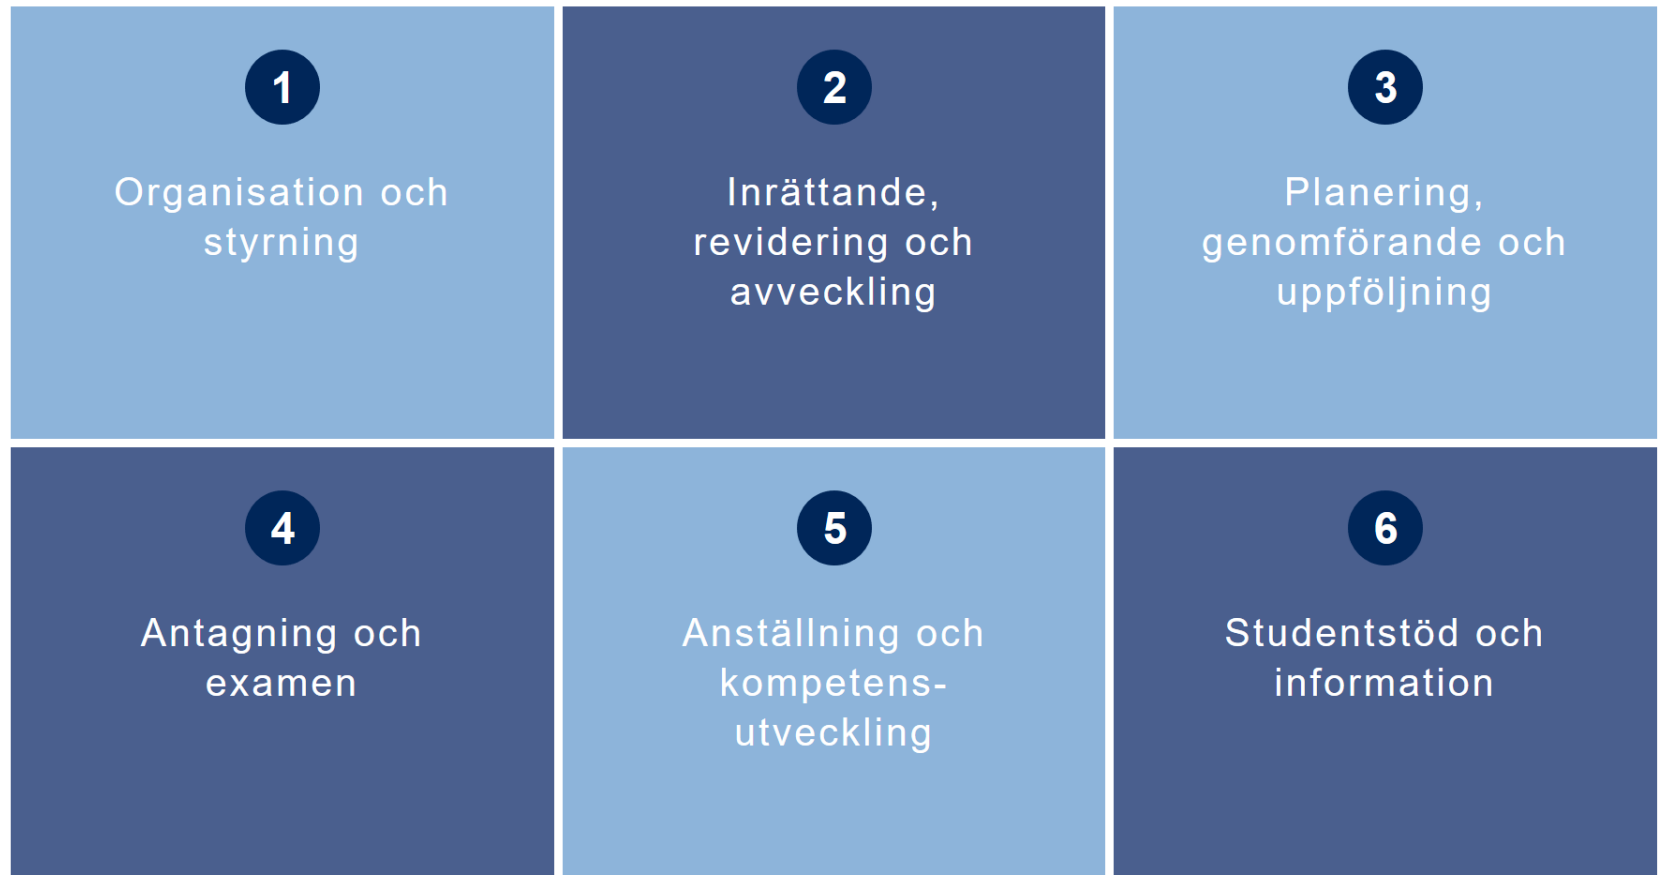 1
Organisation och
styrning
2
Inrättande,
revidering och
avveckling
3
Planering,
genomförande och
uppföljning
4
Antagning och
examen
5
Anställning och
kompetens-
utveckling
6
Studentstöd och
information